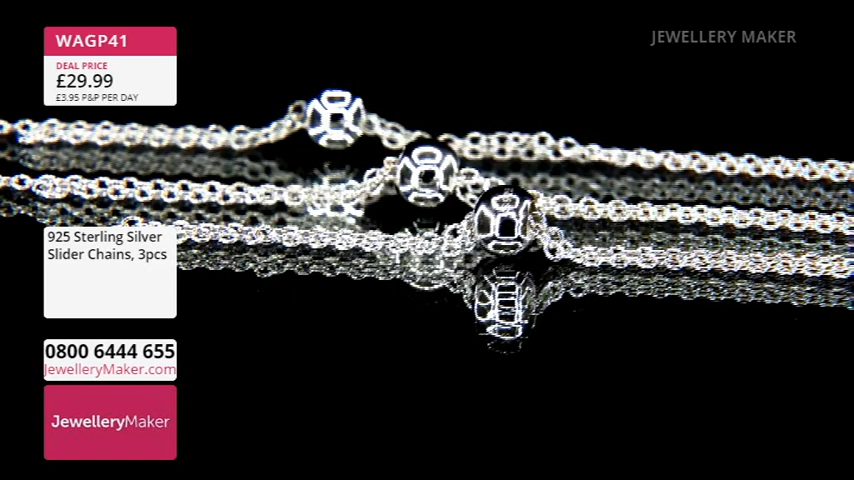 WAGP41
DEAL PRICE
£29.99
£3.95 P&P PER DAY
JEWELLERY MAKER
925 Sterling Silver
Slider Chains, 3pcs
0800 6444 655
JewelleryMaker.com
JewelleryMaker